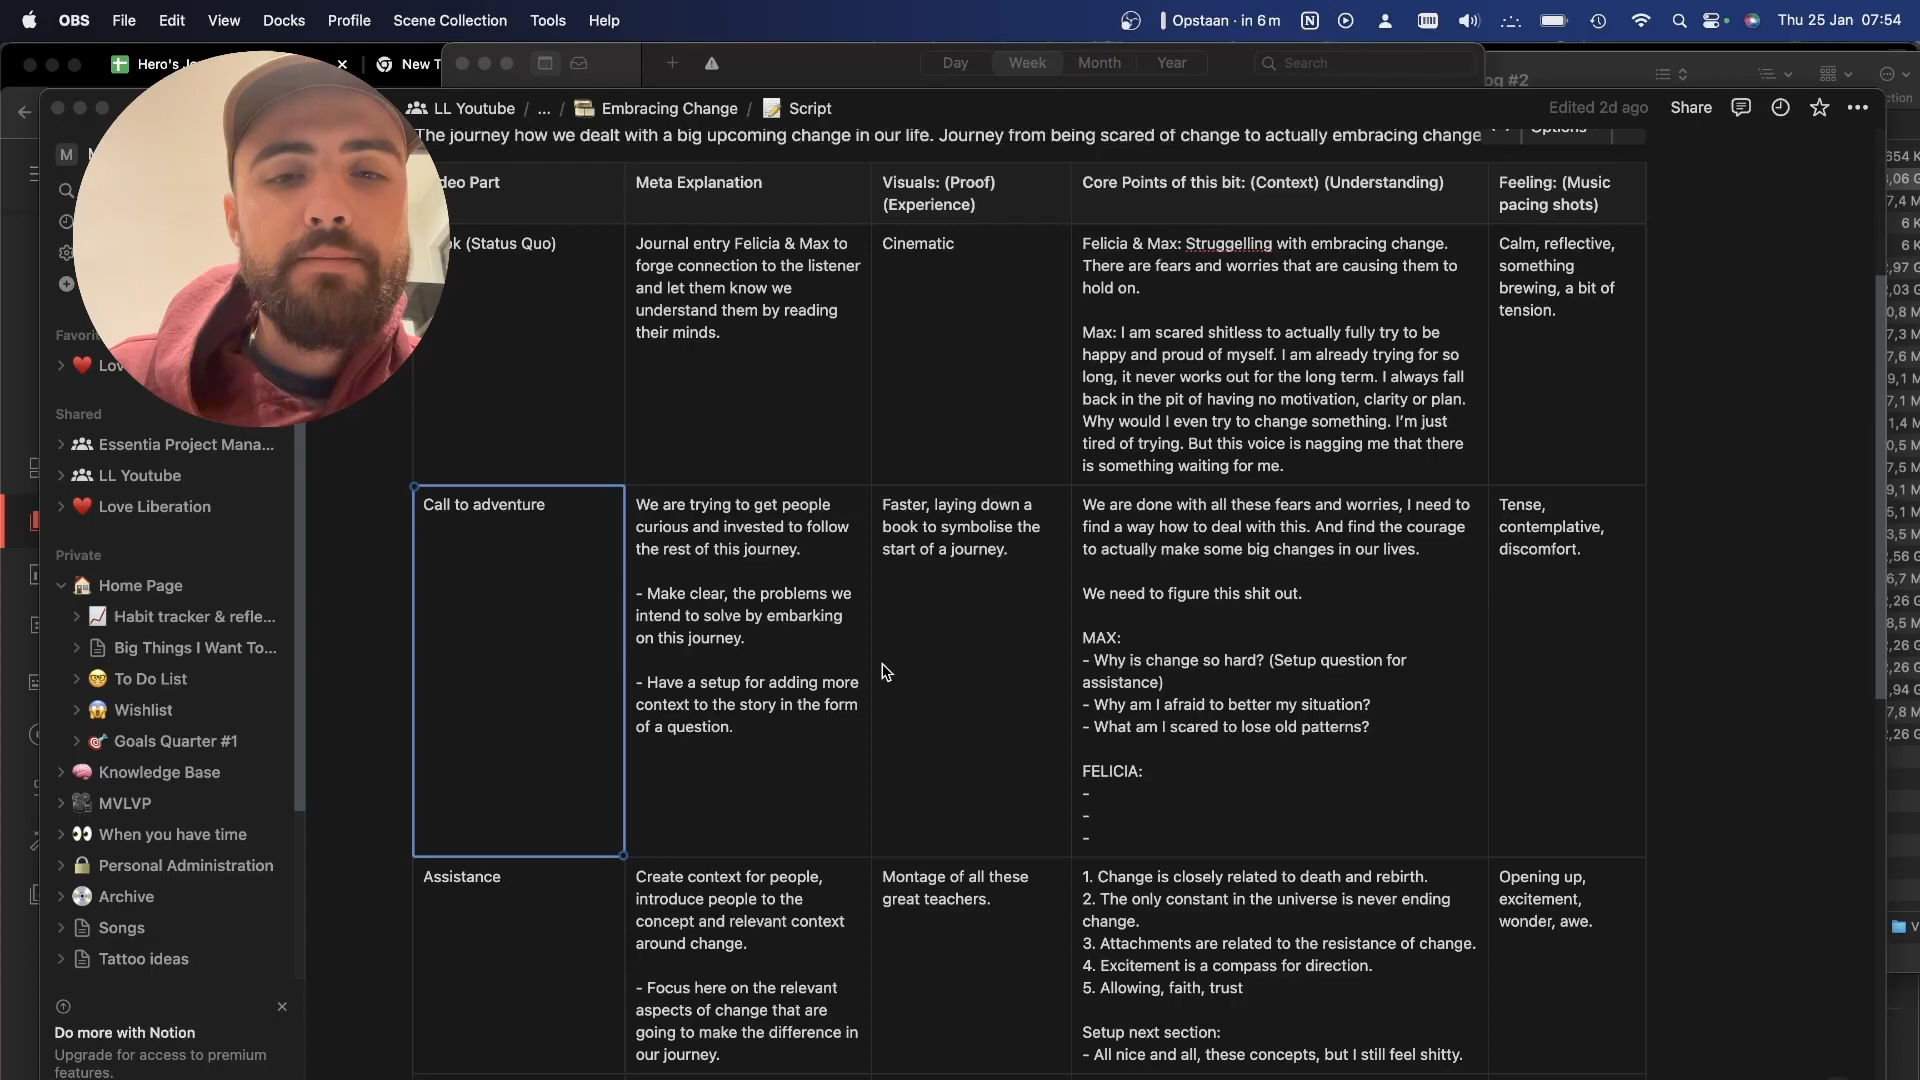 OBS File Edit View Docks Profile Scene Collection Tools Help Opstaan · in 6 m Thu 25 Jan 07:54
Hero's New T Day Week Month Year Search og #2
LL Youtube / ... / Embracing Change / Script Edited 2d ago Share
The journey how we dealt with a big upcoming change in our life. Journey from being scared of change to actually embracing change
Options
M
Favori
Lov
Shared
Essentia Project Mana...
LL Youtube
Love Liberation
Private
Home Page
Habit tracker & refle...
Big Things I Want To...
To Do List
Wishlist
Goals Quarter #1
Knowledge Base
MVLVP
When you have time
Personal Administration
Archive
Songs
Tattoo ideas
Do more with Notion
Upgrade for access to premium
features.
deo Part
Meta Explanation
Visuals: (Proof)
(Experience)
Core Points of this bit: (Context) (Understanding)
Feeling: (Music
pacing shots)
ok (Status Quo)
Journal entry Felicia & Max to
forge connection to the listener
and let them know we
understand them by reading
their minds.
Cinematic
Felicia & Max: Struggelling with embracing change.
There are fears and worries that are causing them to
hold on.
Max: I am scared shitless to actually fully try to be
happy and proud of myself. I am already trying for so
long, it never works out for the long term. I always fall
back in the pit of having no motivation, clarity or plan.
Why would I even try to change something. I'm just
tired of trying. But this voice is nagging me that there
is something waiting for me.
Calm, reflective,
something
brewing, a bit of
tension.
Call to adventure
We are trying to get people
curious and invested to follow
the rest of this journey.
- Make clear, the problems we
intend to solve by embarking
on this journey.
- Have a setup for adding more
context to the story in the form
of a question.
Faster, laying down a
book to symbolise the
start of a journey.
We are done with all these fears and worries, I need to
find a way how to deal with this. And find the courage
to actually make some big changes in our lives.
We need to figure this shit out.
MAX:
- Why is change so hard? (Setup question for
assistance)
- Why am I afraid to better my situation?
- What am I scared to lose old patterns?
FELICIA:
-
-
-
Tense,
contemplative,
discomfort.
Assistance
Create context for people,
introduce people to the
concept and relevant context
around change.
- Focus here on the relevant
aspects of change that are
going to make the difference in
our journey.
Montage of all these
great teachers.
1. Change is closely related to death and rebirth.
2. The only constant in the universe is never ending
change.
3. Attachments are related to the resistance of change.
4. Excitement is a compass for direction.
5. Allowing, faith, trust
Setup next section:
- All nice and all, these concepts, but I still feel shitty.
Opening up,
excitement,
wonder, awe.